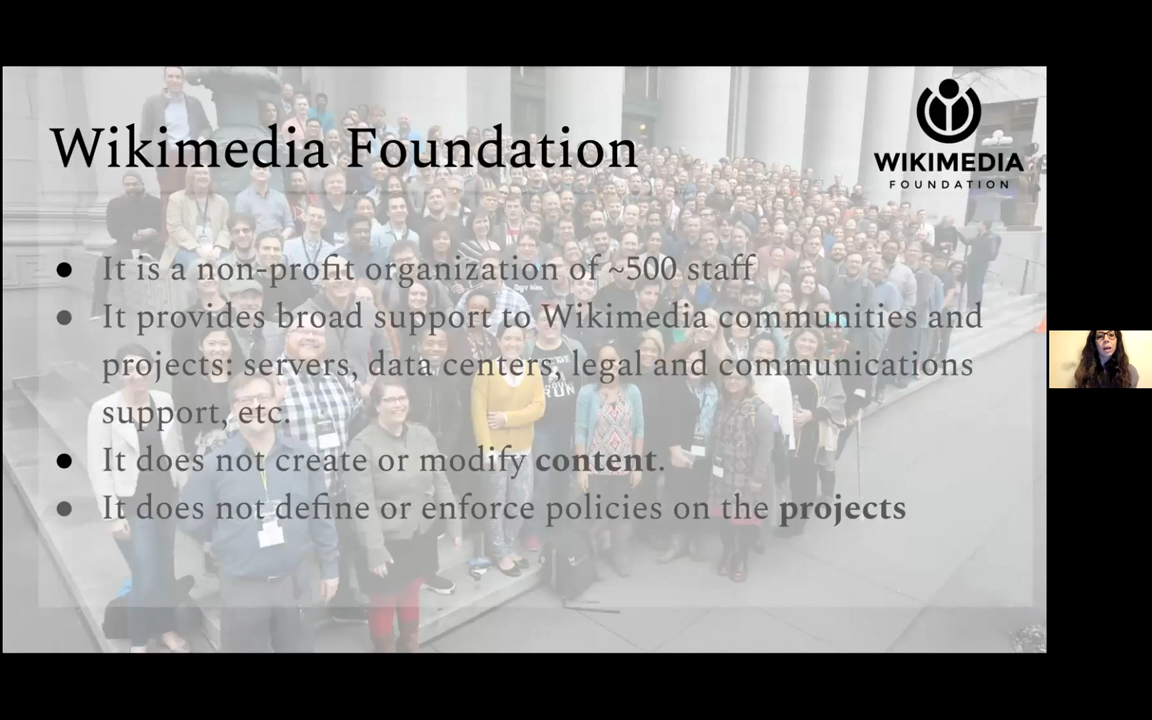 Wikimedia Foundation
WIKIMEDIA
FOUNDATION
● It is a non-profit organization of ~500 staff
● It provides broad support to Wikimedia communities and
projects: servers, data centers, legal and communications
support, etc.
● It does not create or modify content.
● It does not define or enforce policies on the projects